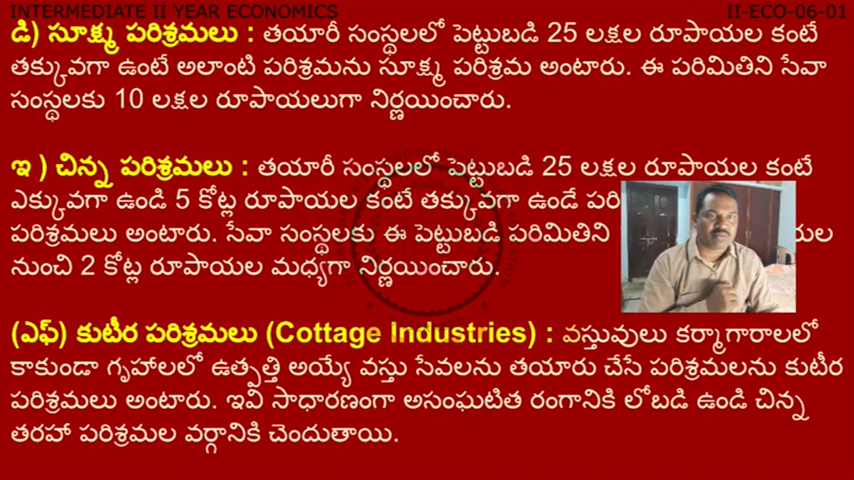 INTERMEDIATE II YEAR ECONOMICS II-ECO-06-01
డి) సూక్ష్మ పరిశ్రమలు : తయారీ సంస్థలలో పెట్టుబడి 25 లక్షల రూపాయల కంటే
తక్కువగా ఉంటే అలాంటి పరిశ్రమను సూక్ష్మ పరిశ్రమ అంటారు. ఈ పరిమితిని సేవా
సంస్థలకు 10 లక్షల రూపాయలుగా నిర్ణయించారు.
ఇ ) చిన్న పరిశ్రమలు : తయారీ సంస్థలలో పెట్టుబడి 25 లక్షల రూపాయల కంటే
ఎక్కువగా ఉండి 5 కోట్ల రూపాయల కంటే తక్కువగా ఉండే
పరిశ్రమలు అంటారు. సేవా సంస్థలకు ఈ పెట్టుబడి పరిమితిని
నుంచి 2 కోట్ల రూపాయల మధ్యగా నిర్ణయించారు.
(ఎఫ్) కుటీర పరిశ్రమలు (Cottage Industries) : వస్తువులు కర్మాగారాలలో
కాకుండా గృహాలలో ఉత్పత్తి అయ్యే వస్తు సేవలను తయారు చేసే పరిశ్రమలను కుటీర
పరిశ్రమలు అంటారు. ఇవి సాధారణంగా అసంఘటిత రంగానికి లోబడి ఉండి చిన్న
తరహా పరిశ్రమల వర్గానికి చెందుతాయి.